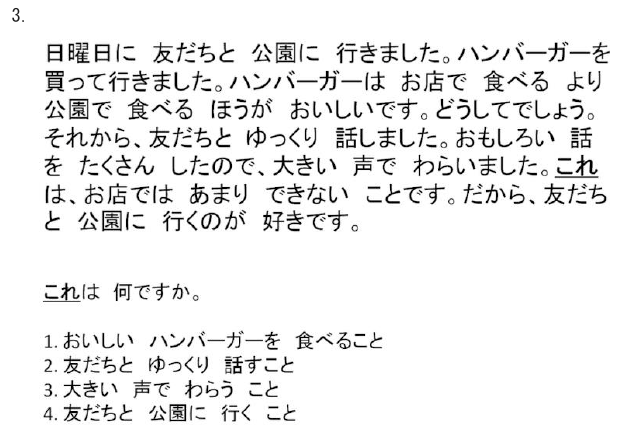 3.
日曜日に 友だちと 公園に 行きました。ハンバーガーを
買って行きました。ハンバーガーは お店で 食べる より
公園で 食べる ほうが おいしいです。どうしてでしょう。
それから、友だちと ゆっくり 話しました。おもしろい 話
を たくさん したので、大きい 声で わらいました。これ
は、お店では あまり できない ことです。だから、友だち
と 公園に 行くのが 好きです。
これは 何ですか。
1. おいしい ハンバーガーを 食べること
2. 友だちと ゆっくり 話すこと
3. 大きい 声で わらう こと
4. 友だちと 公園に 行く こと